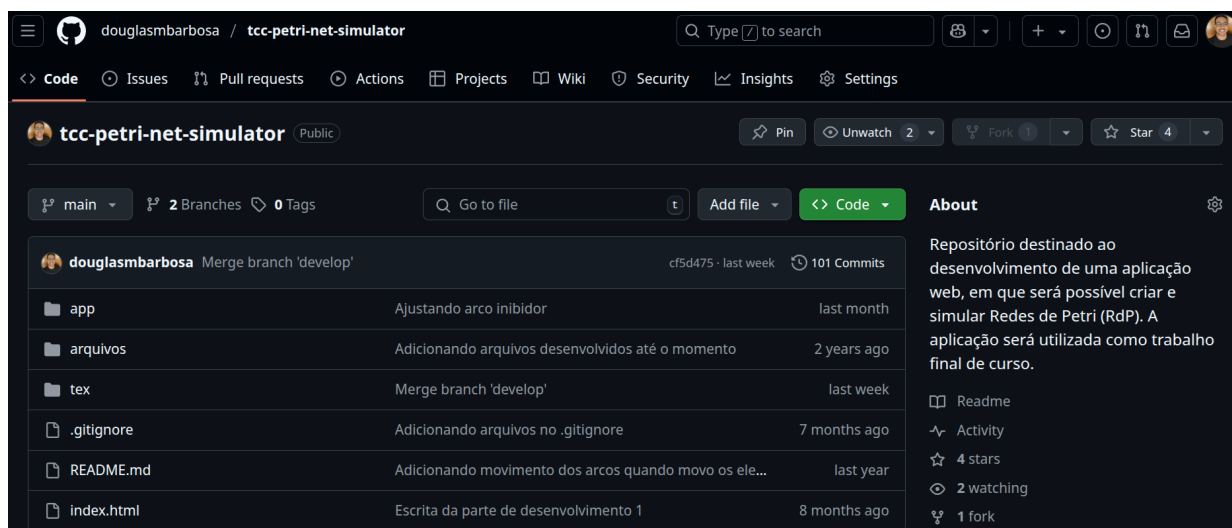 douglasmbarbosa / tcc-petri-net-simulator
Type / to search
Code Issues Pull requests Actions Projects Wiki Security Insights Settings
tcc-petri-net-simulator Public
Pin Unwatch 2 Fork 1 Star 4
main 2 Branches 0 Tags
Go to file t Add file Code
douglasmbarbosa Merge branch 'develop' cf5d475 · last week 101 Commits
app Ajustando arco inibidor last month
arquivos Adicionando arquivos desenvolvidos até o momento 2 years ago
tex Merge branch 'develop' last week
.gitignore Adicionando arquivos no .gitignore 7 months ago
README.md Adicionando movimento dos arcos quando movo os ele... last year
index.html Escrita da parte de desenvolvimento 1 8 months ago
About
Repositório destinado ao
desenvolvimento de uma aplicação
web, em que será possível criar e
simular Redes de Petri (RdP). A
aplicação será utilizada como trabalho
final de curso.
Readme
Activity
4 stars
2 watching
1 fork